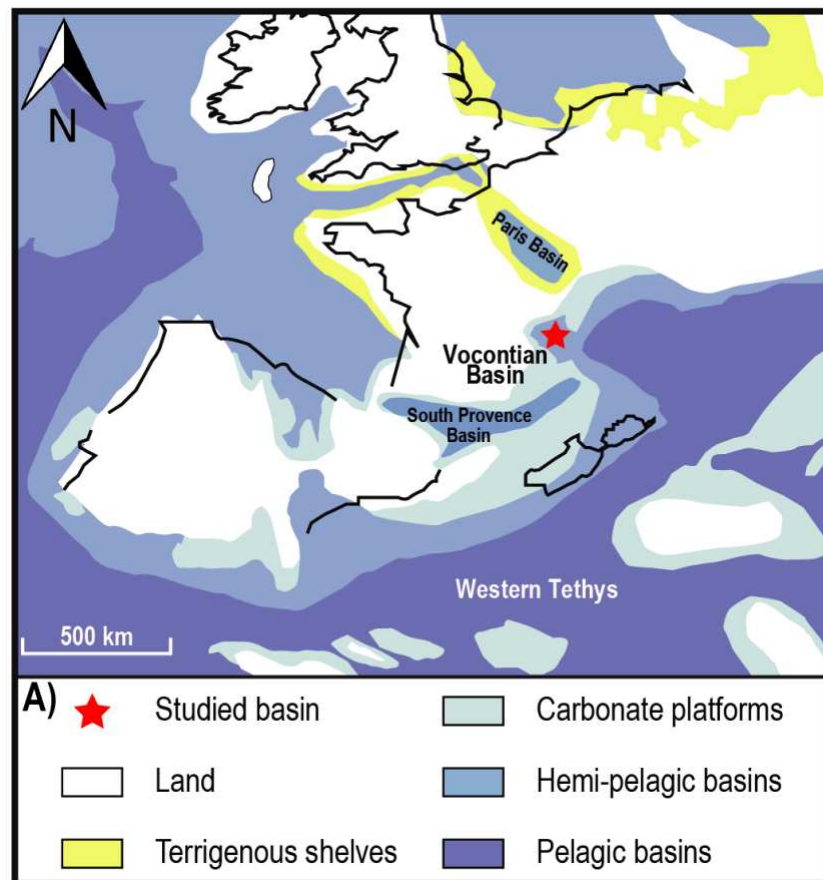 N
Paris Basin
Vocontian
Basin
South Provence
Basin
Western Tethys
500 km
A)
Studied basin
Carbonate platforms
Land
Hemi-pelagic basins
Terrigenous shelves
Pelagic basins